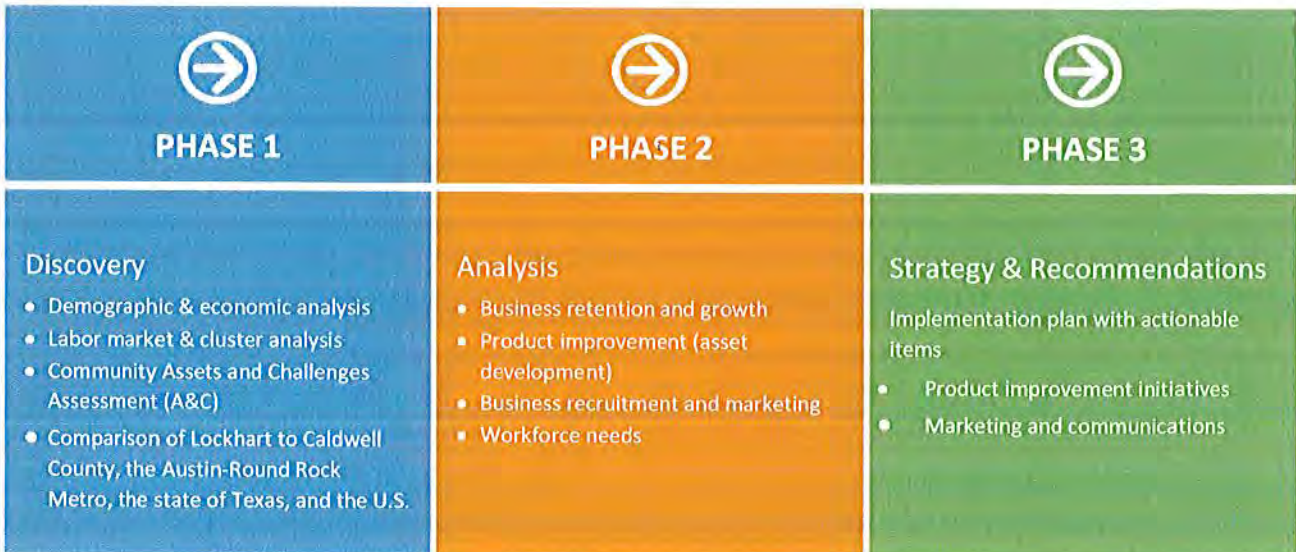 PHASE 1
PHASE 2
PHASE 3
Discovery
• Demographic & economic analysis
• Labor market & cluster analysis
• Community Assets and Challenges
Assessment (A&C)
• Comparison of Lockhart to Caldwell
County, the Austin-Round Rock
Metro, the state of Texas, and the U.S.
Analysis
• Business retention and growth
• Product improvement (asset
development)
• Business recruitment and marketing
• Workforce needs
Strategy & Recommendations
Implementation plan with actionable
items
• Product improvement initiatives
• Marketing and communications